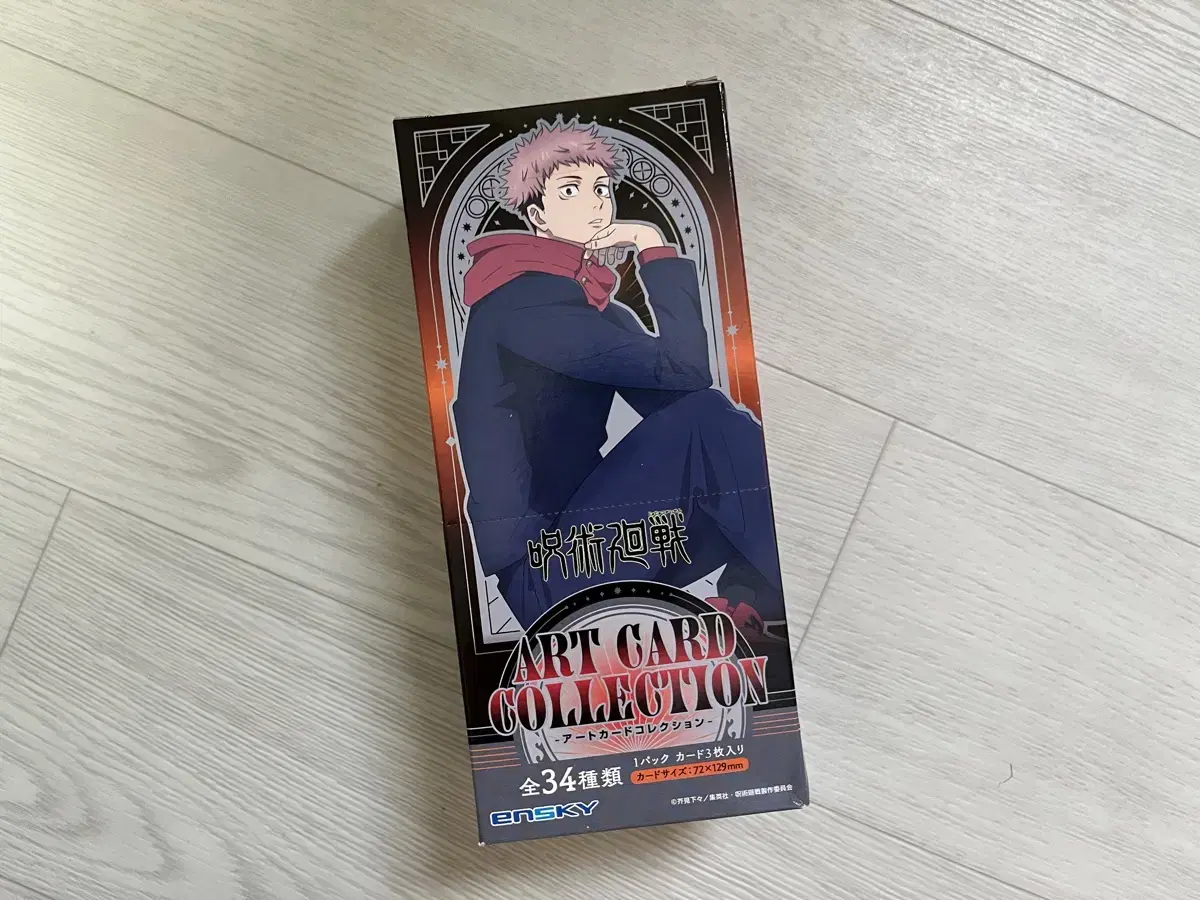 呪術廻戦
ART CARD
COLLECTION
-アートカードコレクション-
全34種類
1パック カード3枚入り
カードサイズ:72×129mm
ensky
©芥見下々/集英社・呪術廻戦製作委員会